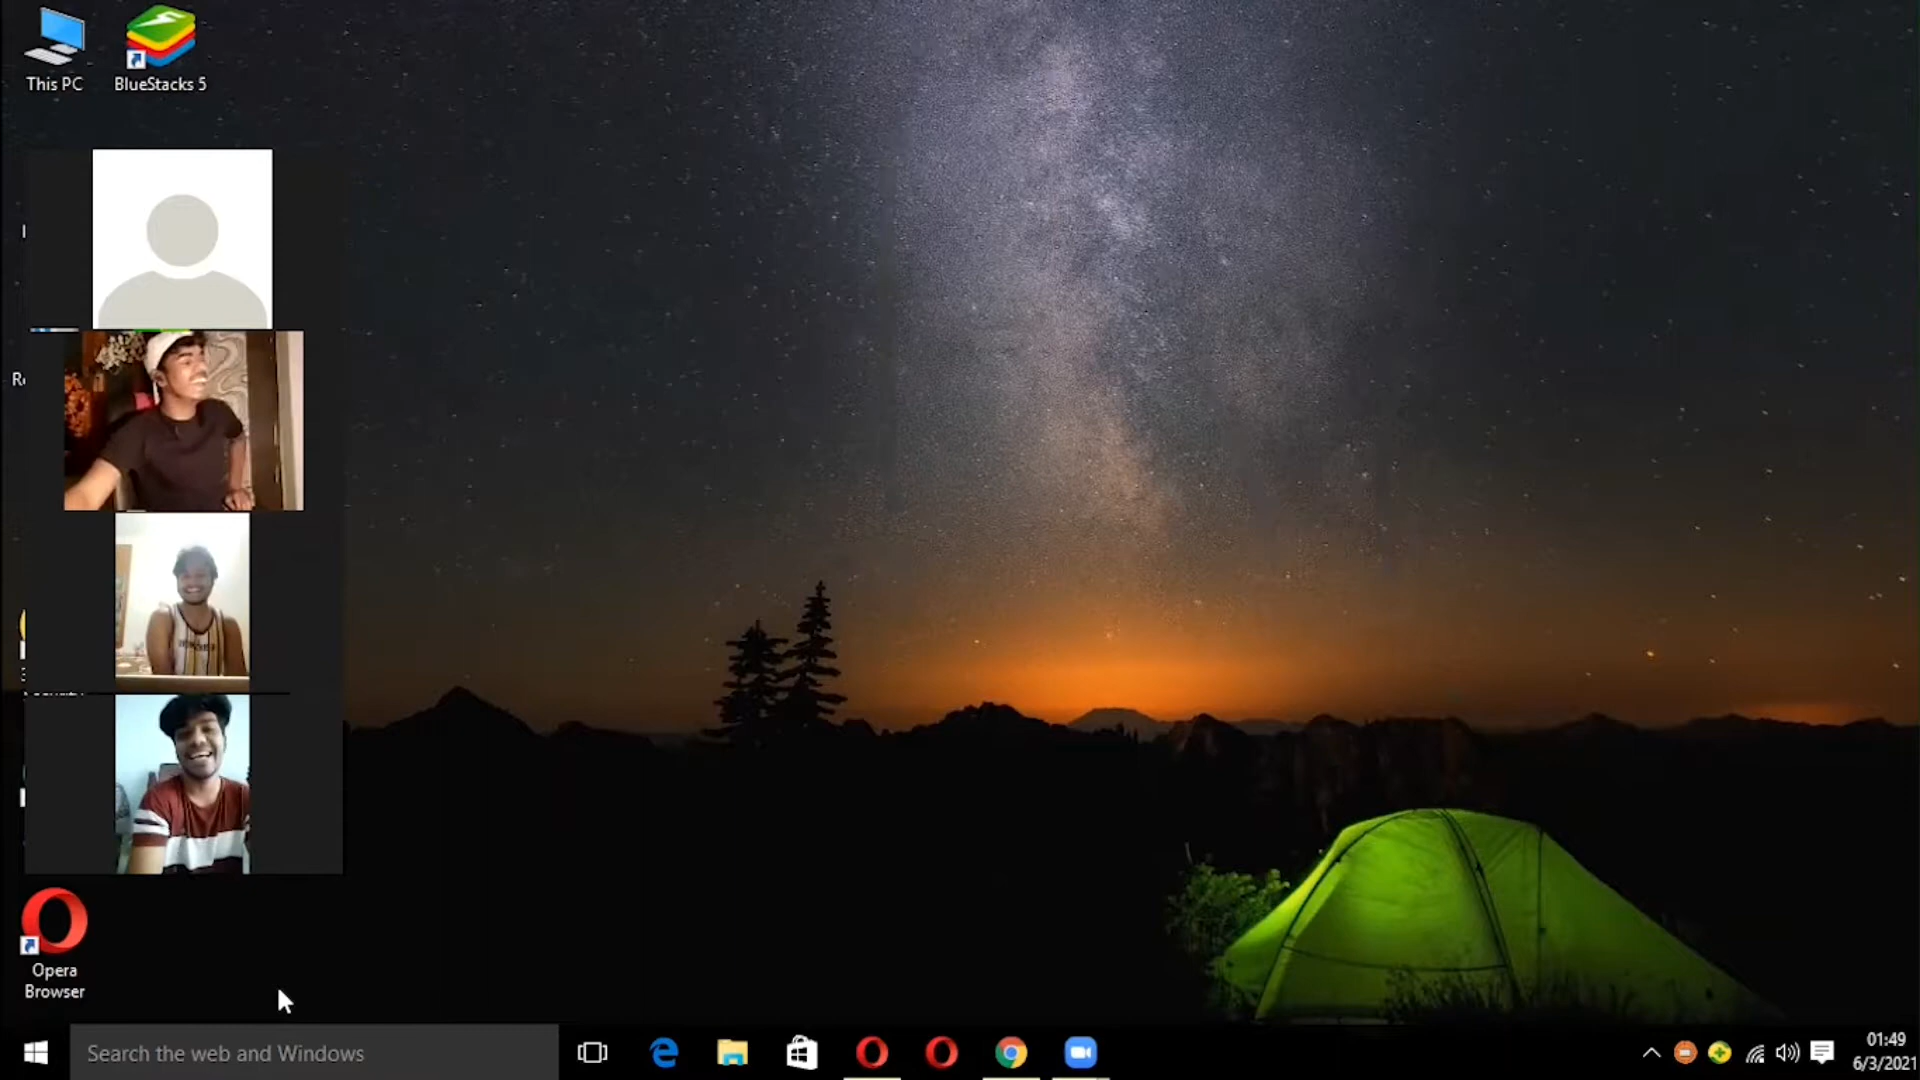 This PC
BlueStacks 5
Opera
Browser
Search the web and Windows
01:49
6/3/2021